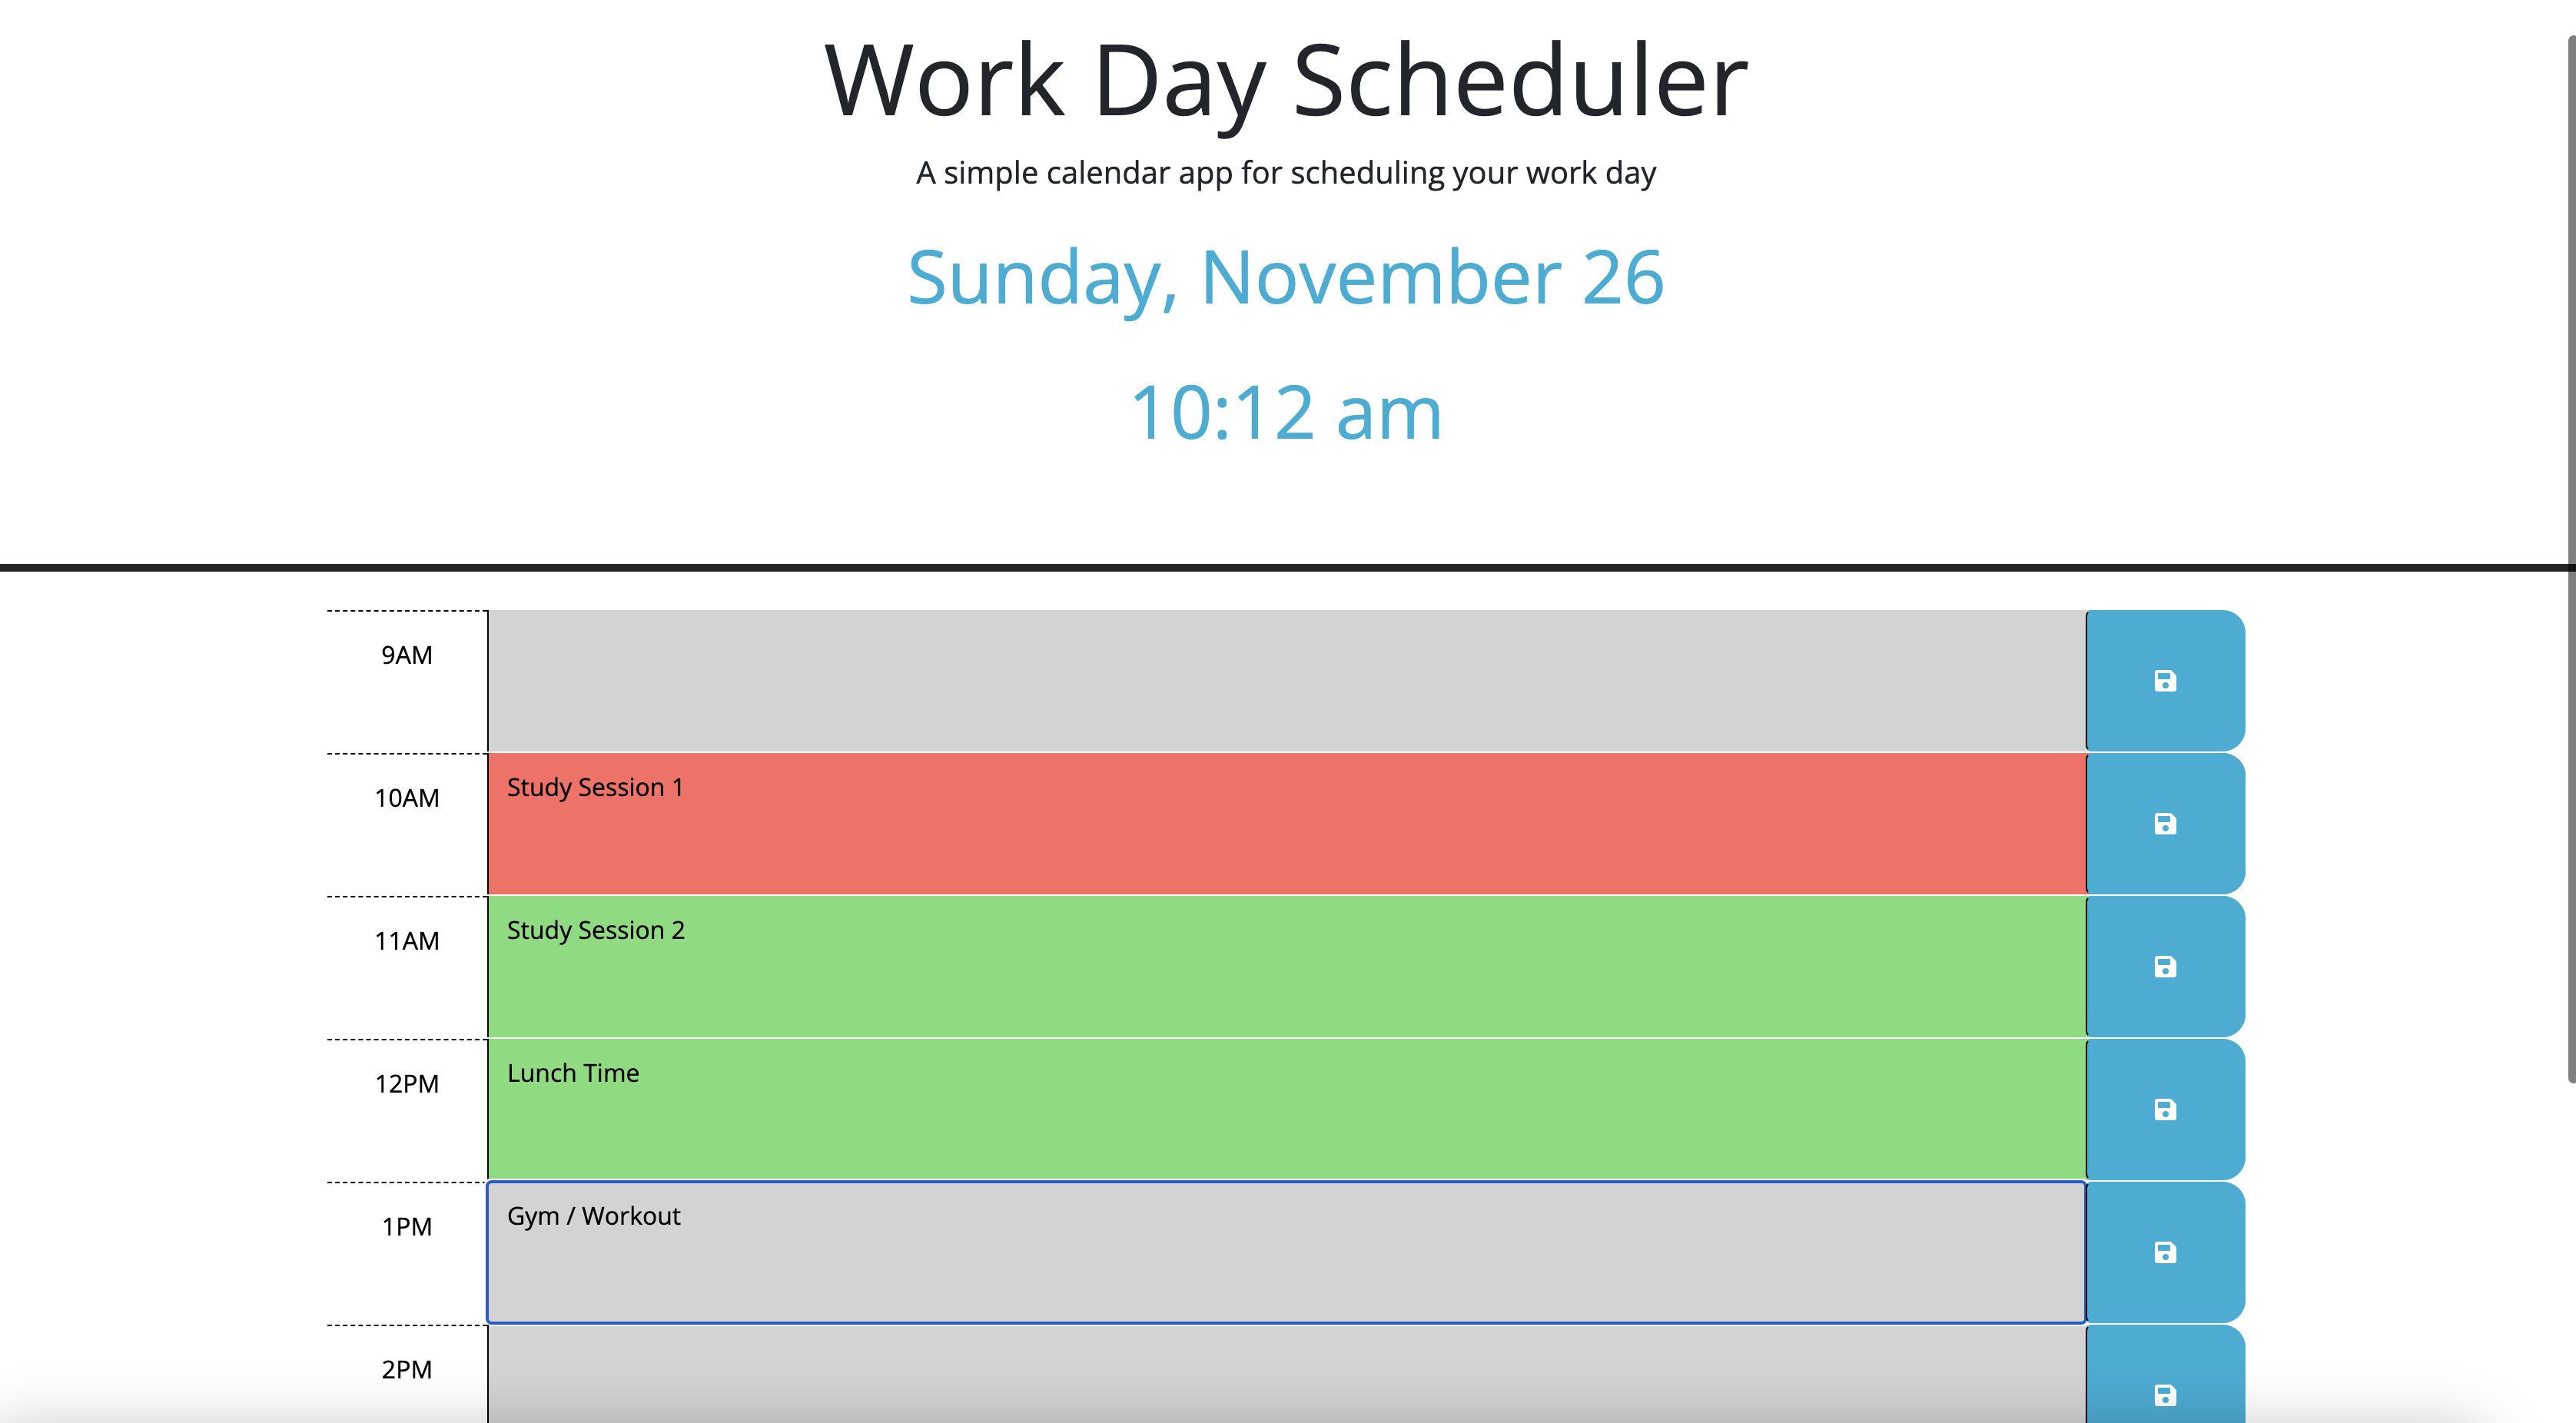 Work Day Scheduler
A simple calendar app for scheduling your work day
Sunday, November 26
10:12 am
9AM
10AM
Study Session 1
11AM
Study Session 2
12PM
Lunch Time
1PM
Gym / Workout
2PM